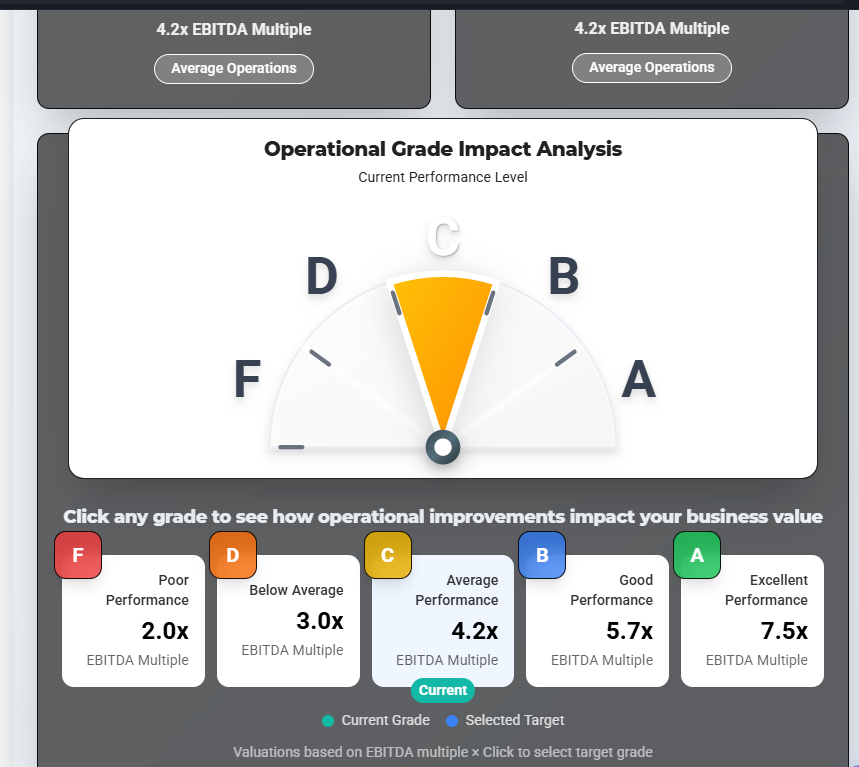 4.2x EBITDA Multiple
4.2x EBITDA Multiple
Average Operations
Average Operations
Operational Grade Impact Analysis
Current Performance Level
C
D
B
F
A
Click any grade to see how operational improvements impact your business value
F
Poor
Performance
2.0x
EBITDA Multiple
D
Below Average
3.0x
EBITDA Multiple
C
Average
Performance
4.2x
EBITDA Multiple
Current
B
Good
Performance
5.7x
EBITDA Multiple
A
Excellent
Performance
7.5x
EBITDA Multiple
Current Grade
Selected Target
Valuations based on EBITDA multiple × Click to select target grade